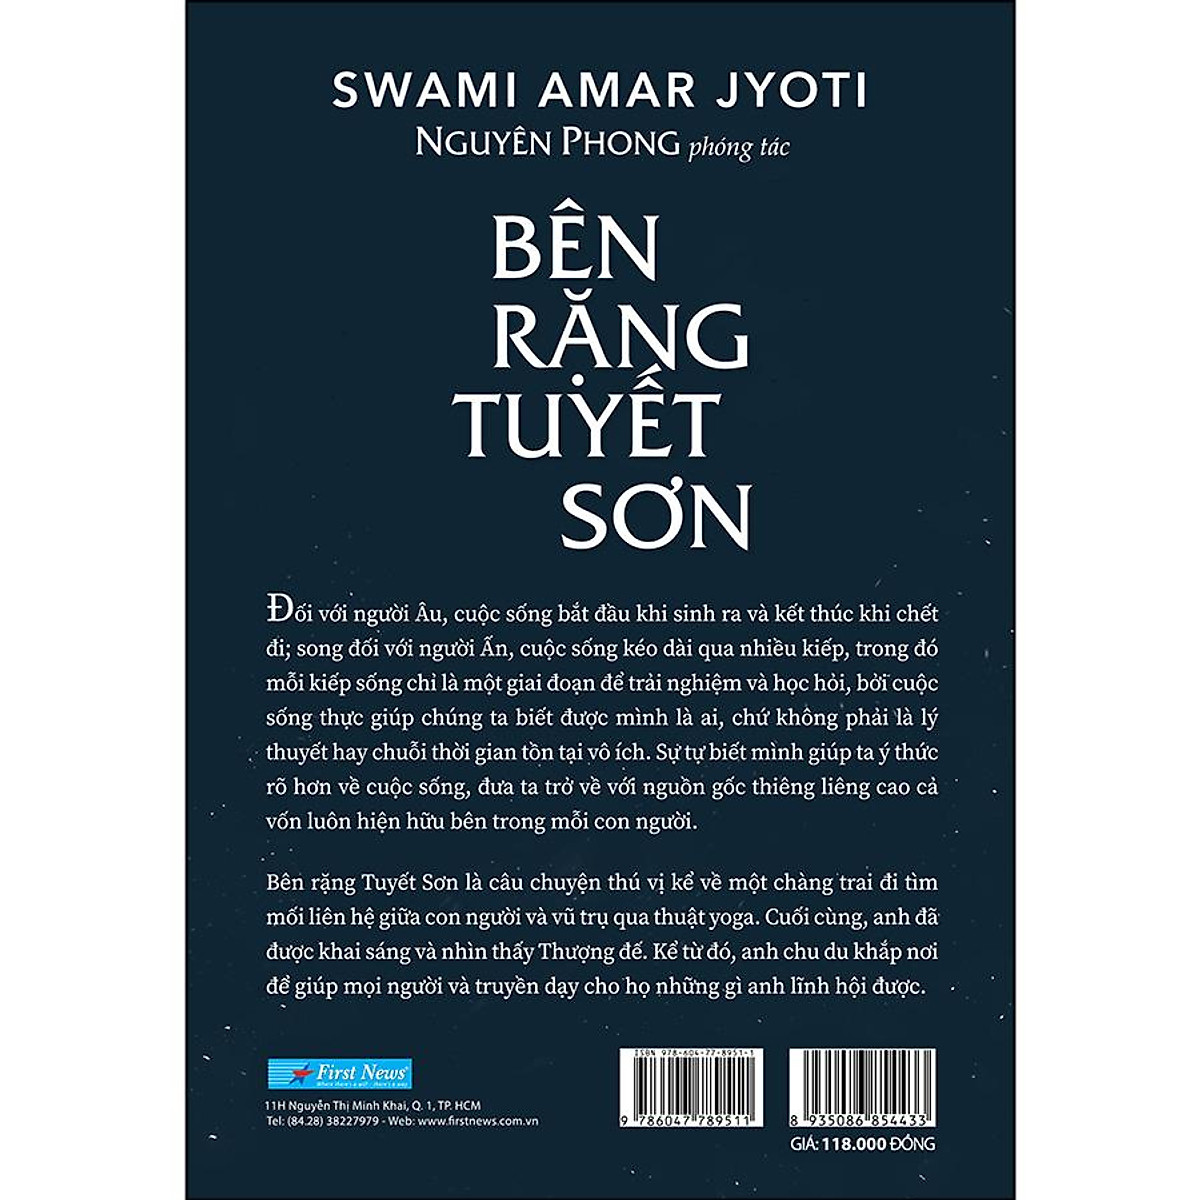 SWAMI AMAR JYOTI
NGUYÊN PHONG phóng tác
BÊN
RẶNG
TUYẾT
SƠN
Đối với người Âu, cuộc sống bắt đầu khi sinh ra và kết thúc khi chết
đi; song đối với người Ấn, cuộc sống kéo dài qua nhiều kiếp, trong đó
mỗi kiếp sống chỉ là một giai đoạn để trải nghiệm và học hỏi, bởi cuộc
sống thực giúp chúng ta biết được mình là ai, chứ không phải là lý
thuyết hay chuỗi thời gian tồn tại vô ích. Sự tự biết mình giúp ta ý thức
rõ hơn về cuộc sống, đưa ta trở về với nguồn gốc thiêng liêng cao cả
vốn luôn hiện hữu bên trong mỗi con người.
Bên rặng Tuyết Sơn là câu chuyện thú vị kể về một chàng trai đi tìm
mối liên hệ giữa con người và vũ trụ qua thuật yoga. Cuối cùng, anh đã
được khai sáng và nhìn thấy Thượng đế. Kể từ đó, anh chu du khắp nơi
để giúp mọi người và truyền dạy cho họ những gì anh lĩnh hội được.
First News®
Where there's a will - there's a way
11H Nguyễn Thị Minh Khai, Q. 1, TP. HCM
Tel: (84.28) 38227979 - Web: www.firstnews.com.vn
ISBN 978-604-77-8951-1
9 786047 789511
8 935086 854433
GIÁ: 118.000 ĐỒNG